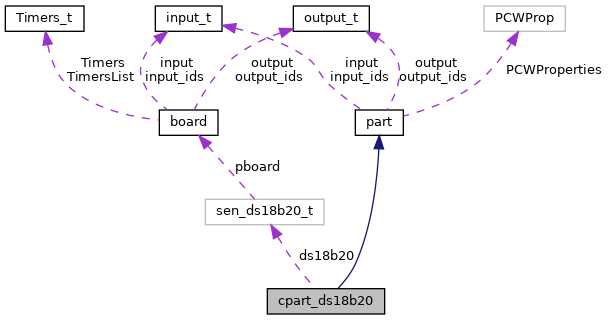 Timers_t
input_t
output_t
PCWProp
Timers
TimersList
input
input_ids
output
output_ids
input
input_ids
output
output_ids
PCWProperties
board
part
pboard
sen_ds18b20_t
ds18b20
cpart_ds18b20